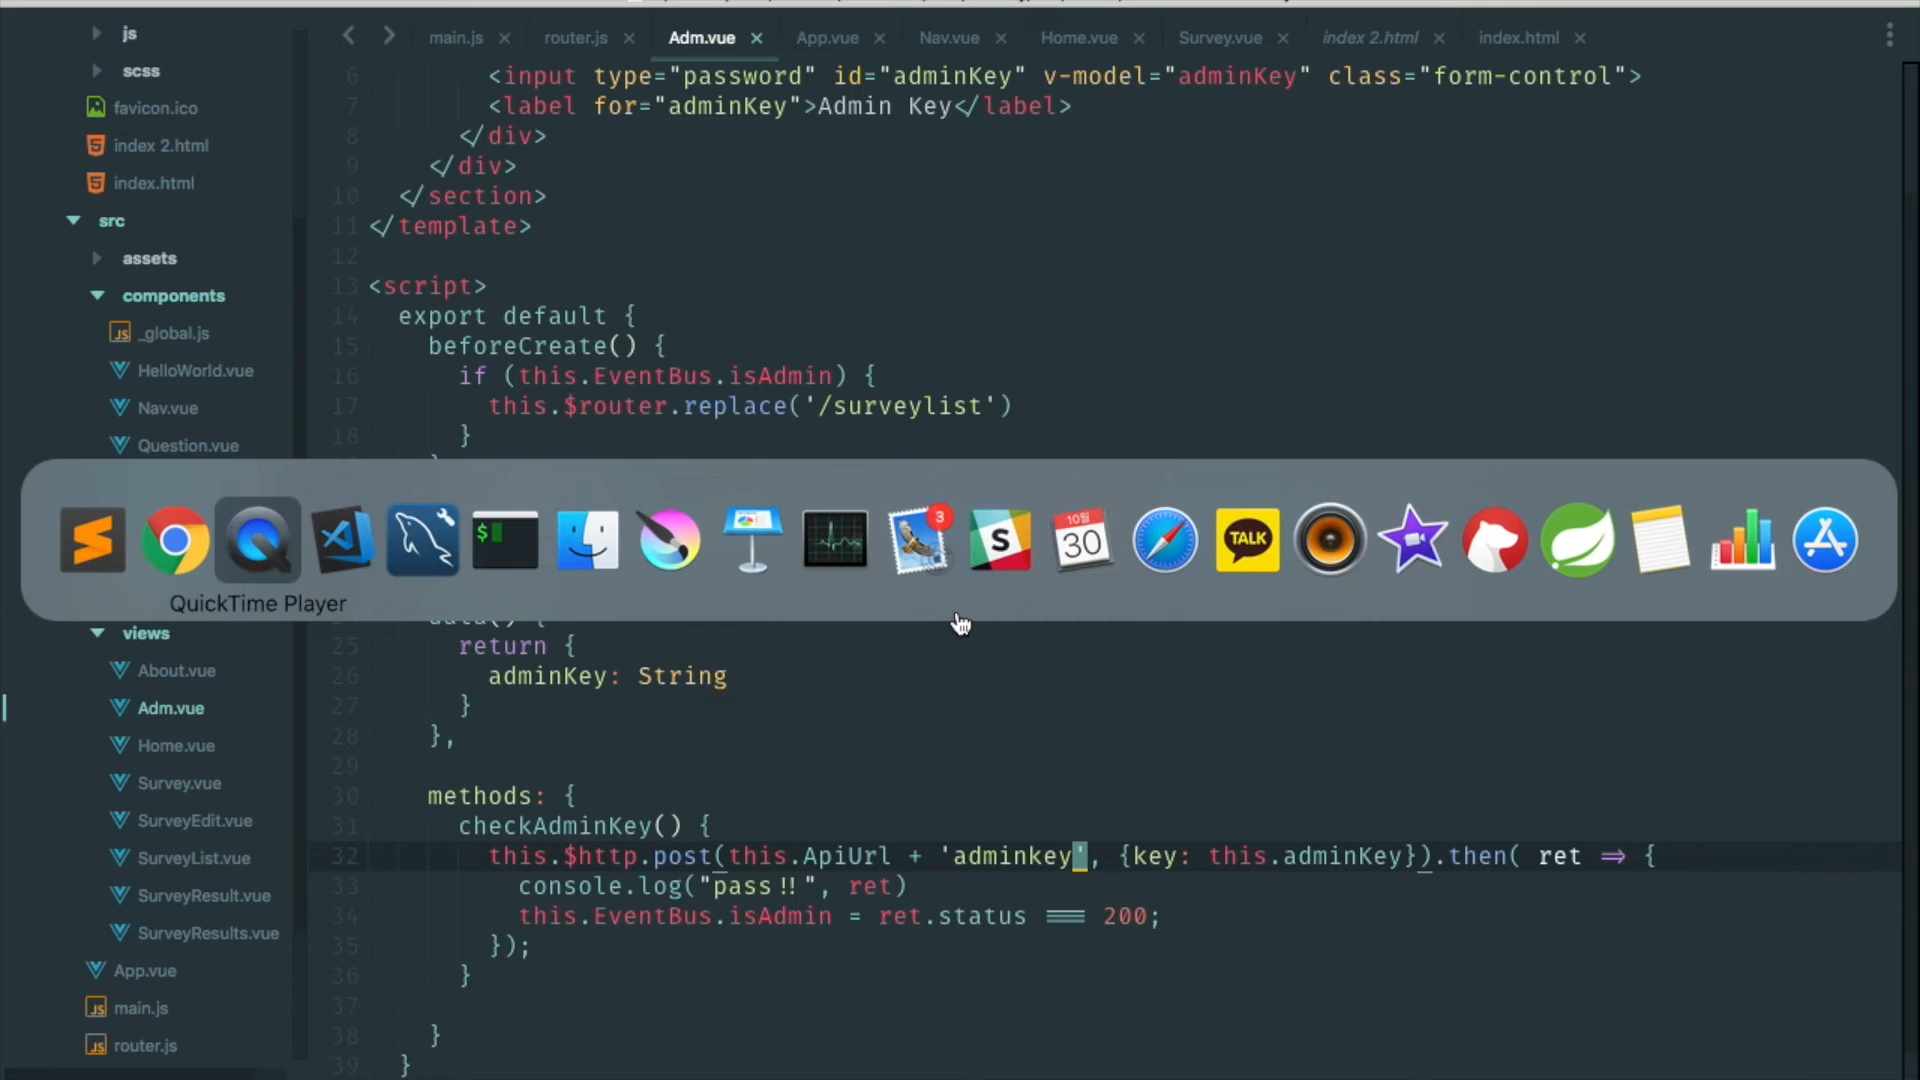 js
scss
favicon.ico
index 2.html
index.html
src
assets
components
_global.js
HelloWorld.vue
Nav.vue
Question.vue
views
About.vue
Adm.vue
Home.vue
Survey.vue
SurveyEdit.vue
SurveyList.vue
SurveyResult.vue
SurveyResults.vue
App.vue
main.js
router.js
main.js × router.js × Adm.vue × App.vue × Nav.vue × Home.vue × Survey.vue × index 2.html × index.html ×
6 <input type="password" id="adminKey" v-model="adminKey" class="form-control">
7 <label for="adminKey">Admin Key</label>
8 </div>
9 </div>
10 </section>
11 </template>
12
13 <script>
14 export default {
15 beforeCreate() {
16 if (this.EventBus.isAdmin) {
17 this.$router.replace('/surveylist')
18 }
$
3
S
10월
30
TALK
QuickTime Player
data() {
25 return {
26 adminKey: String
27 }
28 },
29
30 methods: {
31 checkAdminKey() {
32 this.$http.post(this.ApiUrl + 'adminkey', {key: this.adminKey}).then( ret => {
33 console.log("pass!!", ret)
34 this.EventBus.isAdmin = ret.status === 200;
35 });
36 }
37
38 }
39 }